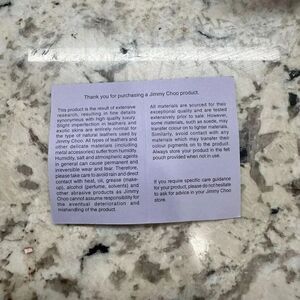 Thank you for purchasing a Jimmy Choo product.
This product is the result of extensive
research, resulting in fine details
synonymous with high quality luxury.
Slight imperfection in leathers and
exotic skins are entirely normal for
the type of natural leathers used by
Jimmy Choo. All types of leathers and
other delicate materials (including
metal accessories) suffer from humidity.
Humidity, salt and atmospheric agents
in general can cause permanent and
irreversible wear and tear. Therefore,
please take care to avoid rain and direct
contact with heat, oil, grease (make-
up), alcohol (perfume, solvents) and
other abrasive products as Jimmy
Choo cannot assume responsibility for
the eventual deterioration and
mishandling of the product.
All materials are sourced for their
exceptional quality and are tested
extensively prior to sale. However,
some materials, such as suedes, may
transfer colour on to lighter materials.
Similarly, avoid contact with any
materials which may transfer their
colour pigments on to the product.
Always store your product in the felt
pouch provided when not in use.
If you require specific care guidance
for your product, please do not hesitate
to ask for advice in your Jimmy Choo
store.